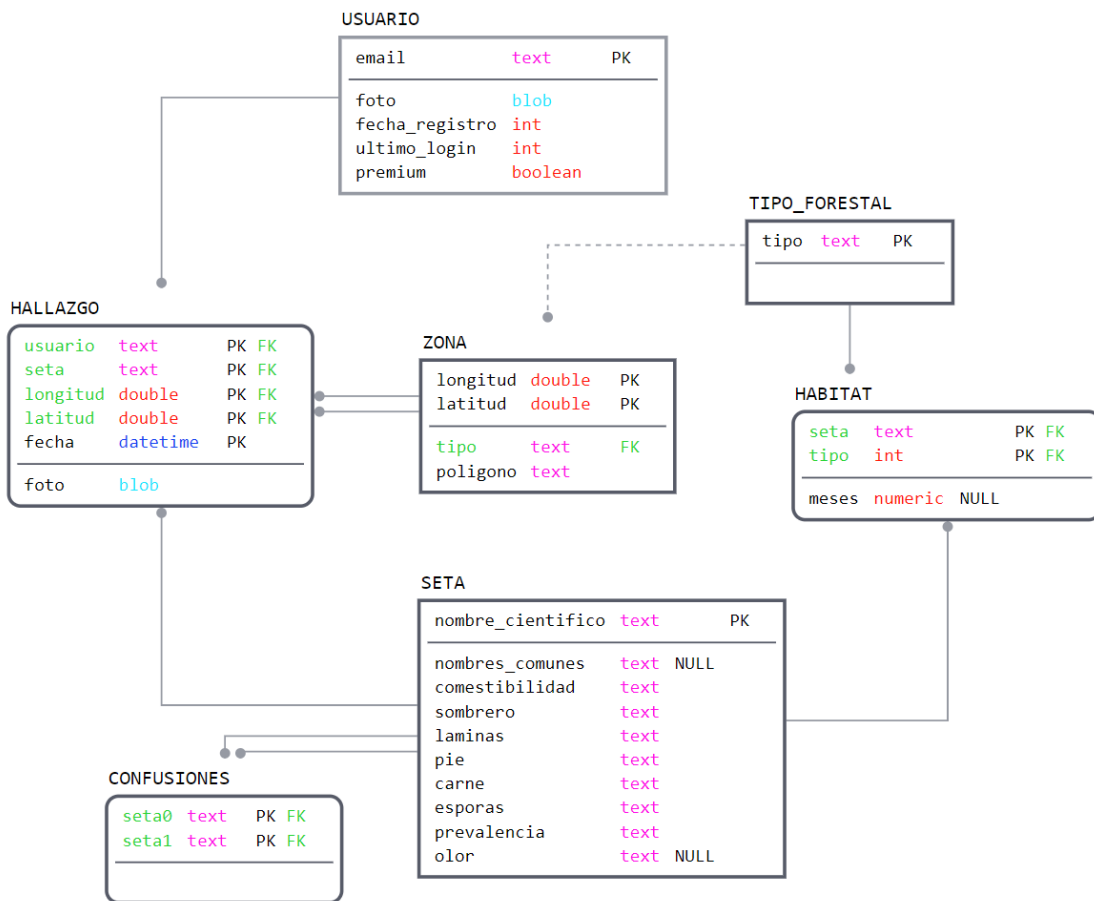 USUARIO
email text PK
foto blob
fecha_registro int
ultimo_login int
premium boolean
TIPO_FORESTAL
tipo text PK
HALLAZGO
usuario text PK FK
seta text PK FK
longitud double PK FK
latitud double PK FK
fecha datetime PK
foto blob
ZONA
longitud double PK
latitud double PK
tipo text FK
poligono text
HABITAT
seta text PK FK
tipo int PK FK
meses numeric NULL
SETA
nombre_cientifico text PK
nombres_comunes text NULL
comestibilidad text
sombrero text
laminas text
pie text
carne text
esporas text
prevalencia text
olor text NULL
CONFUSIONES
seta0 text PK FK
seta1 text PK FK